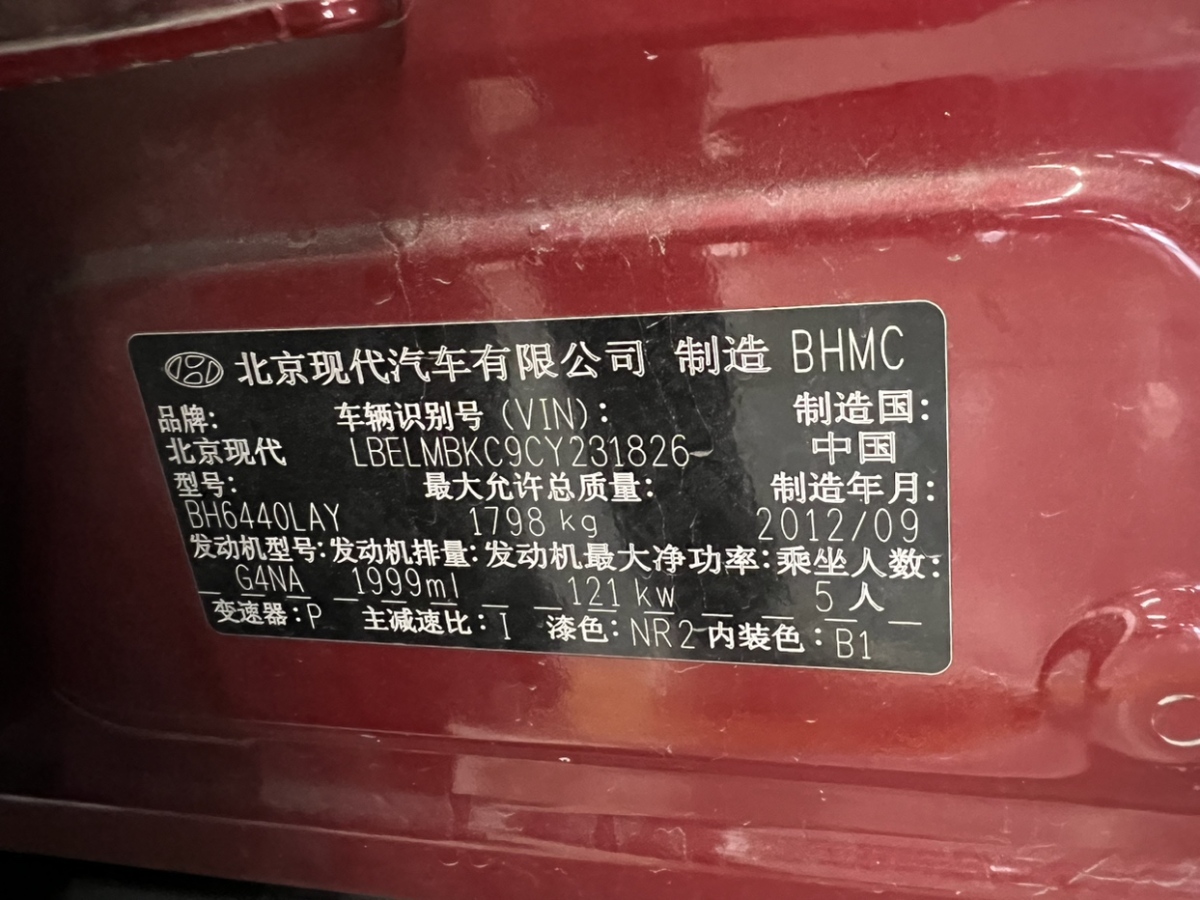 北京现代汽车有限公司 制造 BHMC
品牌: 车辆识别号 (VIN): 制造国:
北京现代 LBELMBKC9CY231826 中国
型号: 最大允许总质量: 制造年月:
BH6440LAY 1798 kg 2012/09
发动机型号: 发动机排量: 发动机最大净功率: 乘坐人数:
G4NA 1999ml 121 kw 5 人
变速器: P 主减速比: I 漆色: NR2 内装色: B1